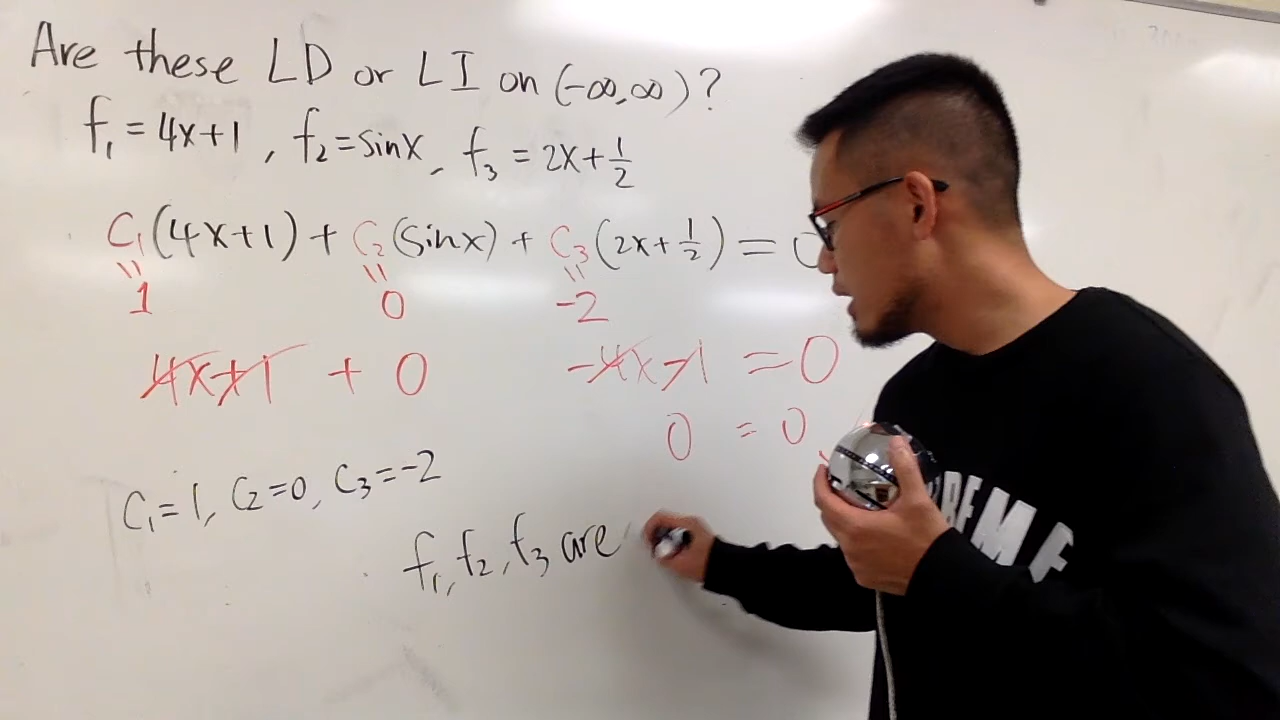 Are these LD or LI on (-∞,∞)?
f₁ = 4x+1, f₂ = sinx, f₃ = 2x+½
C₁(4x+1) + C₂(sinx) + C₃(2x+½) = 0
1 0 -2
4x+1 + 0 -4x-1 = 0
0 = 0
C₁=1, C₂=0, C₃=-2
f₁, f₂, f₃ are